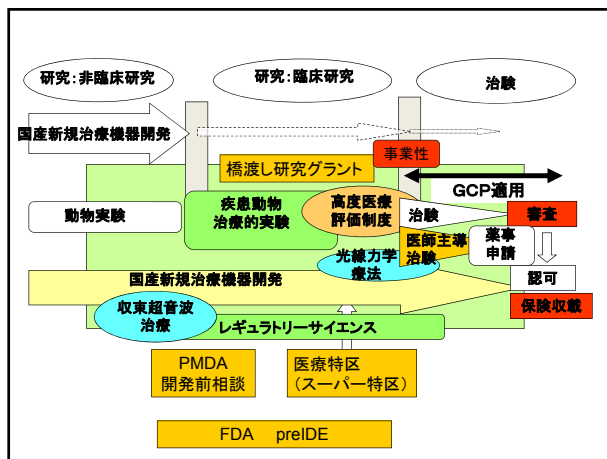 研究:非臨床研究
研究:臨床研究
治験
国産新規治療機器開発
事業性
橋渡し研究グラント
GCP適用
動物実験
疾患動物
治療的実験
高度医療
評価制度
治験
審査
医師主導
治験
薬事
申請
光線力学
療法
国産新規治療機器開発
認可
収束超音波
治療
保険収載
レギュラトリーサイエンス
PMDA
開発前相談
医療特区
(スーパー特区)
FDA preIDE